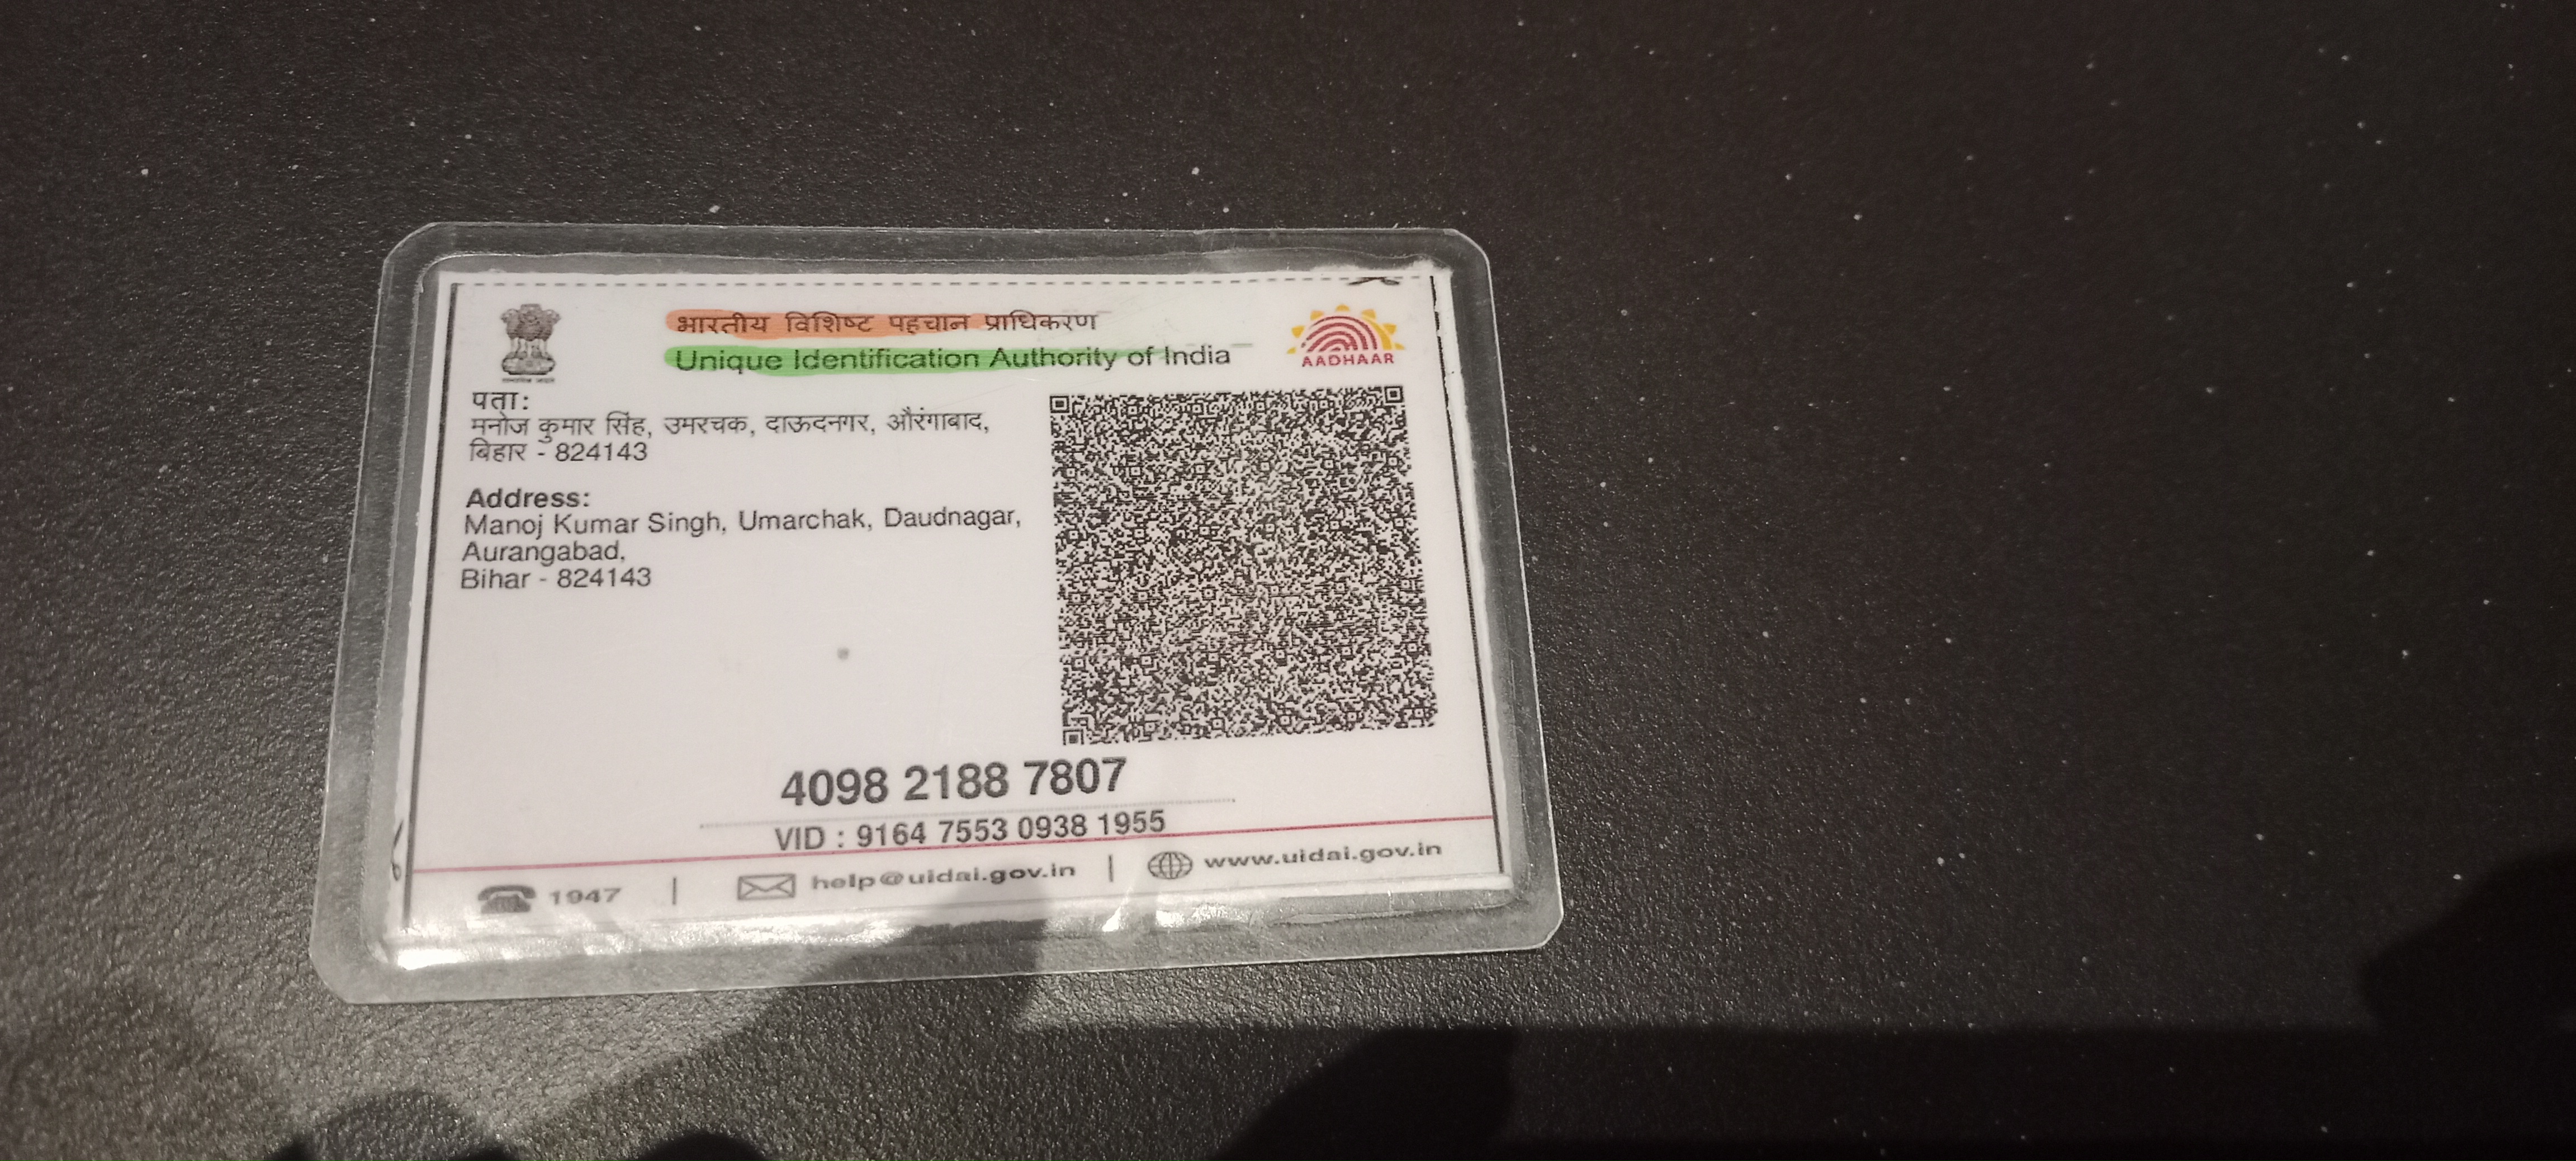 भारतीय विशिष्ट पहचान प्राधिकरण
Unique Identification Authority of India
AADHAAR
पता:
मनोज कुमार सिंह, उमरचक, दाऊदनगर, औरंगाबाद,
बिहार - 824143
Address:
Manoj Kumar Singh, Umarchak, Daudnagar,
Aurangabad,
Bihar - 824143
4098 2188 7807
VID : 9164 7553 0938 1955
1947 | help@uidai.gov.in | www.uidai.gov.in